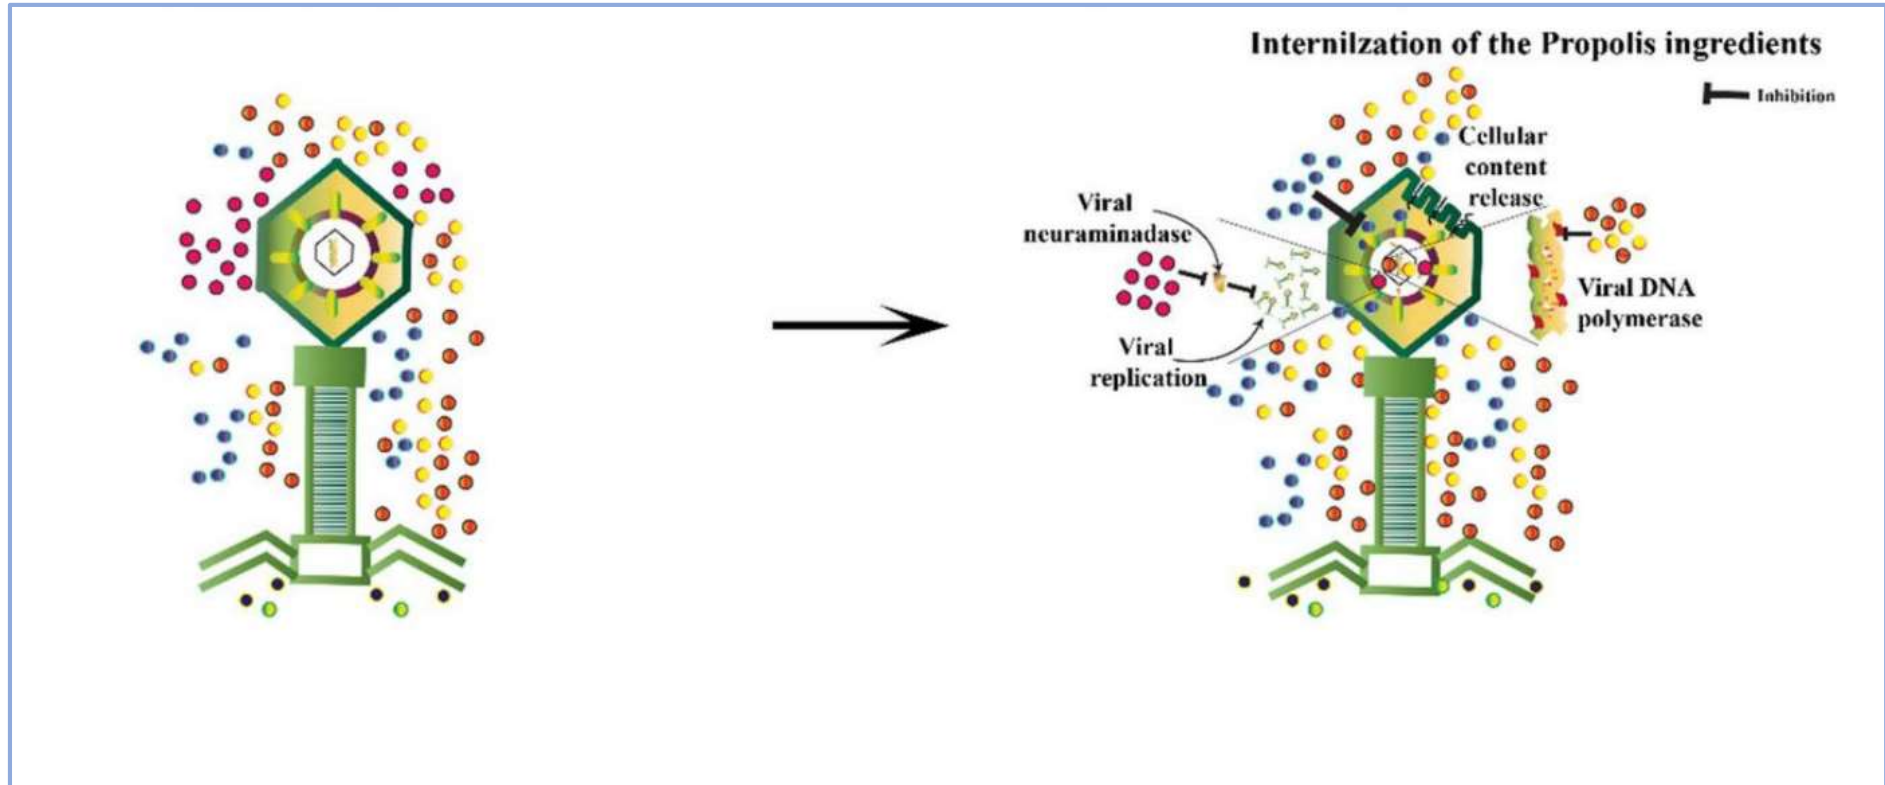 Internilzation of the Propolis ingredients
Inhibition
Cellular
content
release
Viral
neuraminadase
Viral DNA
polymerase
Viral
replication